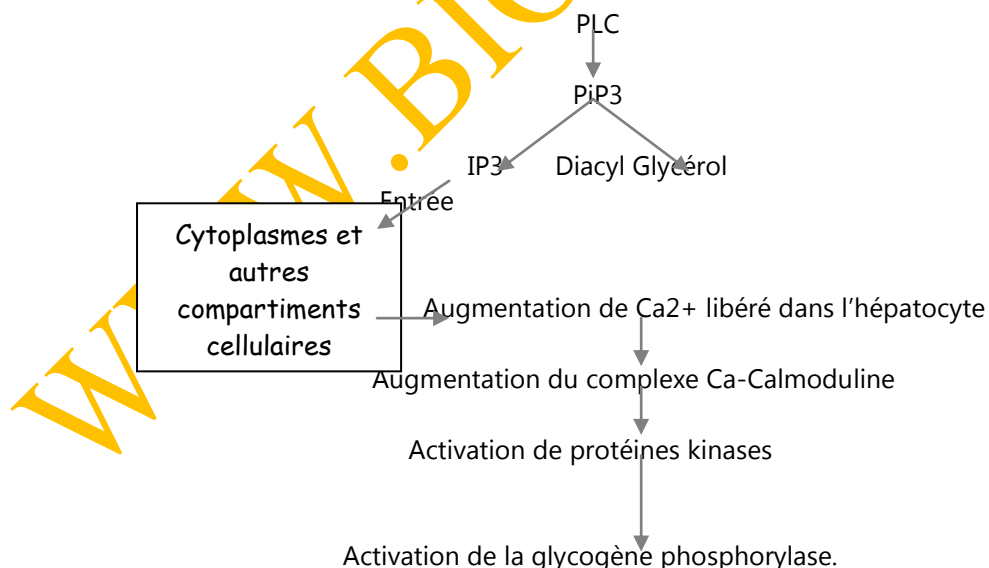 PLC
PiP3
IP3 Diacyl Glycérol
Entrée
Cytoplasmes et
autres
compartiments
cellulaires
Augmentation de Ca2+ libéré dans l’hépatocyte
Augmentation du complexe Ca-Calmoduline
Activation de protéines kinases
Activation de la glycogène phosphorylase.